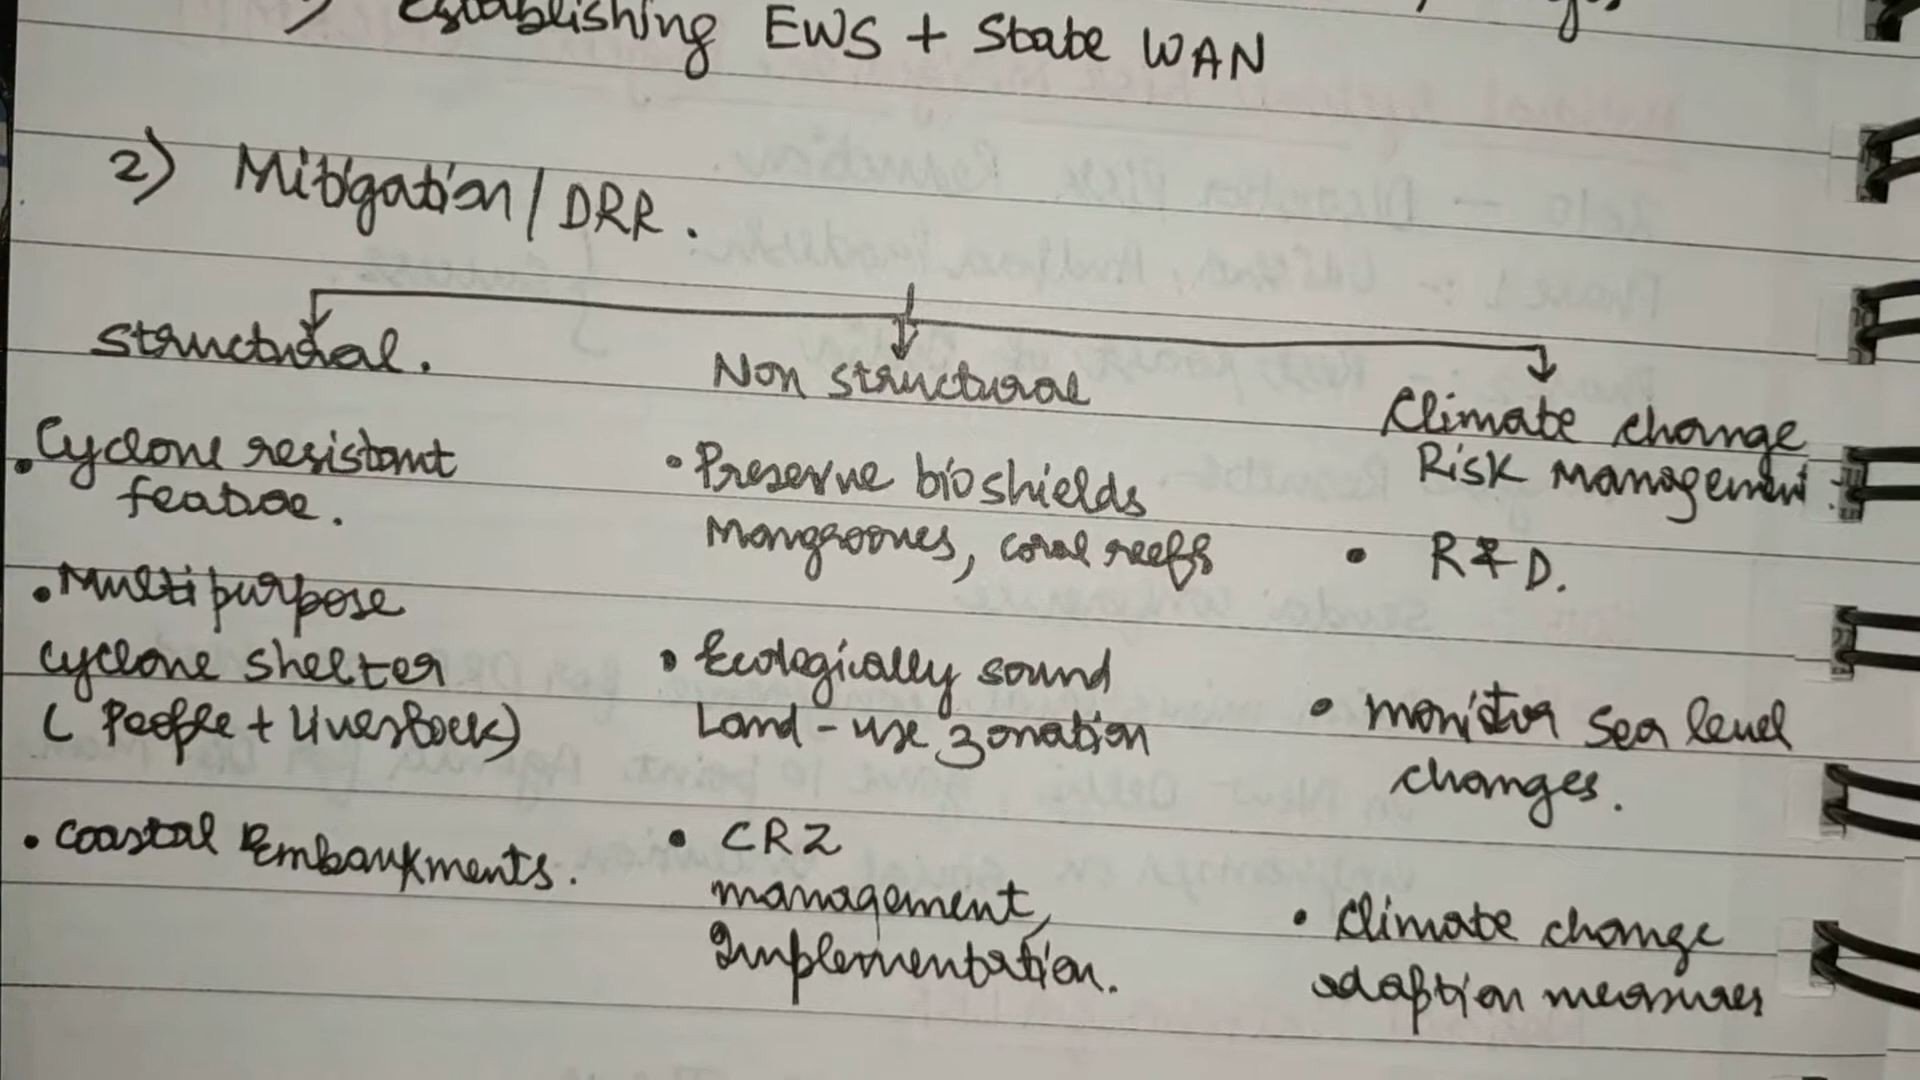 Establishing EWS + State WAN
2) Mitigation/DRR.
Structural.
Non structural
Climate change
Risk Management.
• Cyclone resistant
featuoe.
• Multipurpose
cyclone shelter
( People + Livestock)
• Coastal Embankments.
• Preserve bioshields
Mangrooves, coral reefs
• Ecologically sound
Land-use zonation
• CRZ
management,
Implementation.
• R&D.
• monitor sea level
changes.
• Climate change
adaption measures